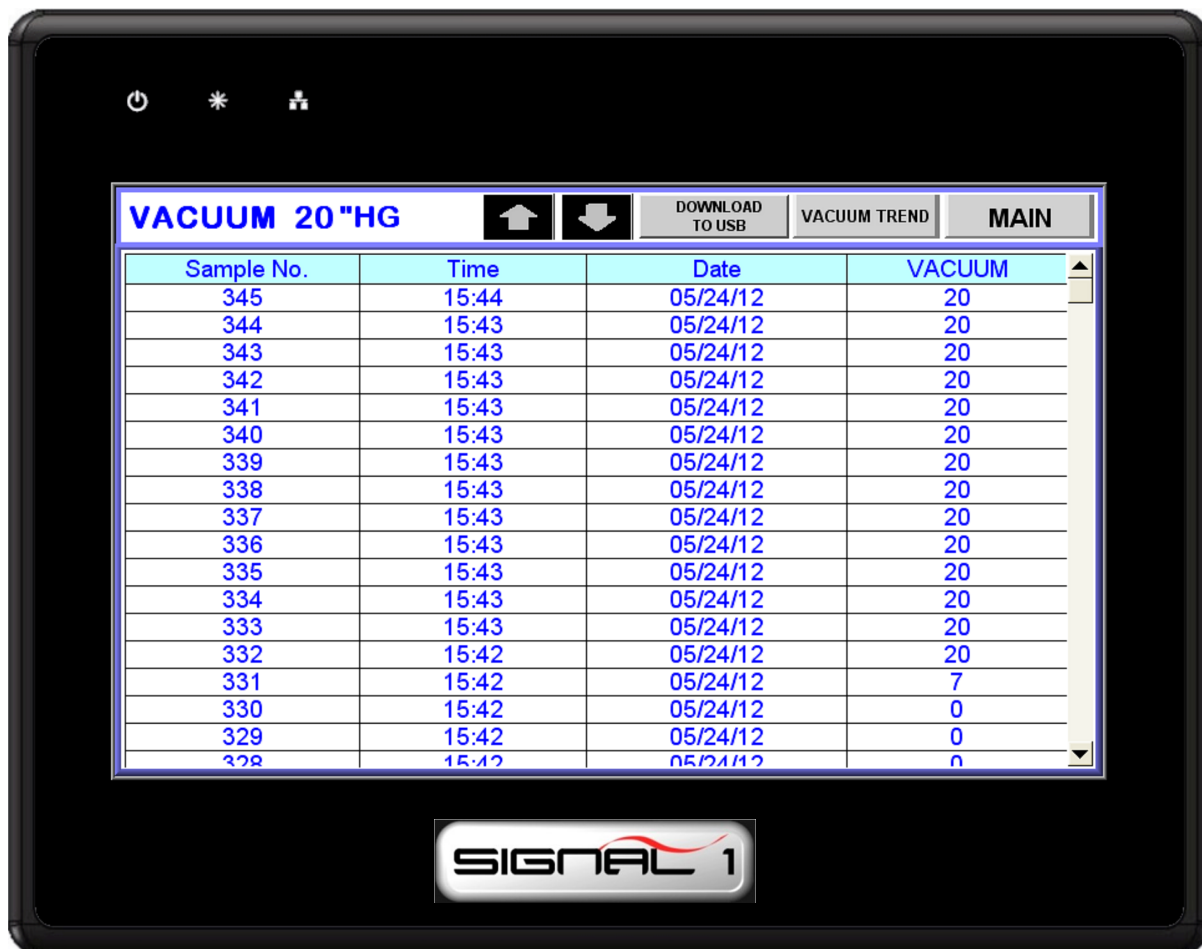 VACUUM 20"HG
DOWNLOAD
TO USB
VACUUM TREND
MAIN
Sample No. Time Date VACUUM
345 15:44 05/24/12 20
344 15:43 05/24/12 20
343 15:43 05/24/12 20
342 15:43 05/24/12 20
341 15:43 05/24/12 20
340 15:43 05/24/12 20
339 15:43 05/24/12 20
338 15:43 05/24/12 20
337 15:43 05/24/12 20
336 15:43 05/24/12 20
335 15:43 05/24/12 20
334 15:43 05/24/12 20
333 15:43 05/24/12 20
332 15:42 05/24/12 20
331 15:42 05/24/12 7
330 15:42 05/24/12 0
329 15:42 05/24/12 0
328 15:42 05/24/12 0
SIGNAL 1